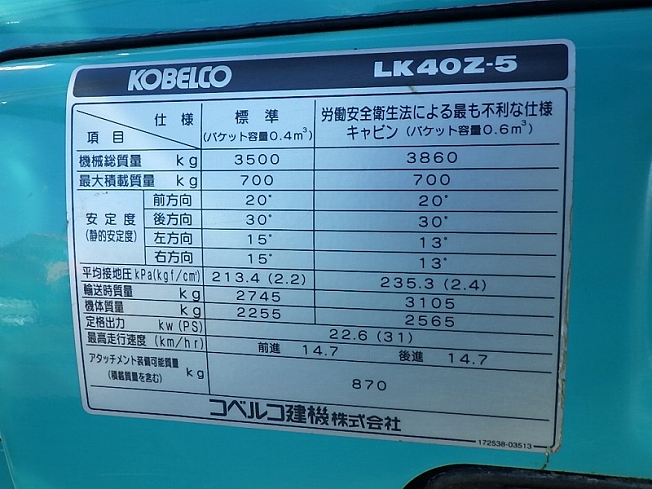 KOBELCO LK40Z-5
仕様 標準 労働安全衛生法による最も不利な仕様
項目 (バケット容量0.4m³) キャビン (バケット容量0.6m³)
機械総質量 kg 3500 3860
最大積載質量 kg 700 700
安定度 (静的安定度) 前方向 20° 20°
後方向 30° 30°
左方向 15° 13°
右方向 15° 13°
平均接地圧 kPa(kgf/cm²) 213.4 (2.2) 235.3 (2.4)
輸送時質量 kg 2745 3105
機体質量 kg 2255 2565
定格出力 kw (PS) 22.6 (31)
最高走行速度 (km/hr) 前進 14.7 後進 14.7
アタッチメント装備可能質量
(積載質量を含む) kg 870
コベルコ建機株式会社
172538-03513